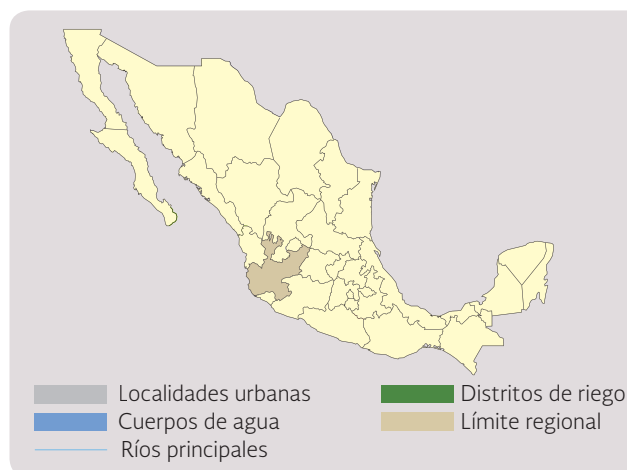 Localidades urbanas
Cuerpos de agua
Ríos principales
Distritos de riego
Límite regional